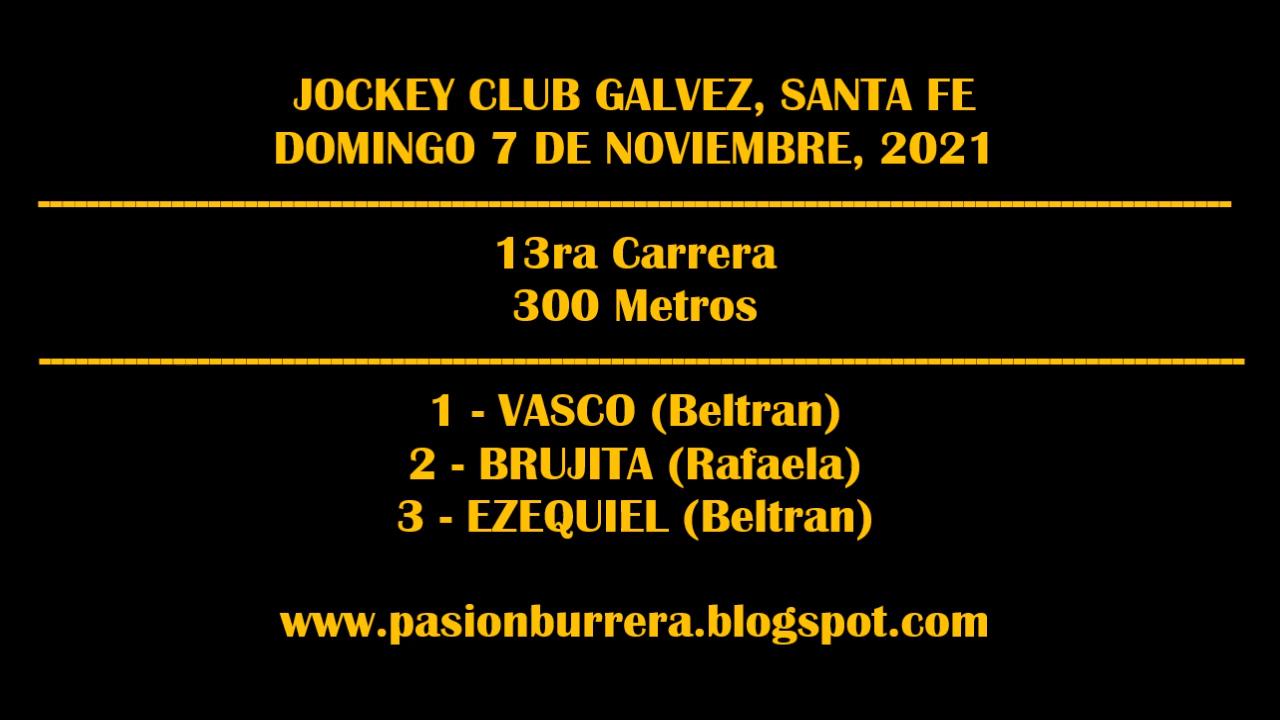 JOCKEY CLUB GALVEZ, SANTA FE
DOMINGO 7 DE NOVIEMBRE, 2021
13ra Carrera
300 Metros
1 - VASCO (Beltran)
2 - BRUJITA (Rafaela)
3 - EZEQUIEL (Beltran)
www.pasionburrera.blogspot.com